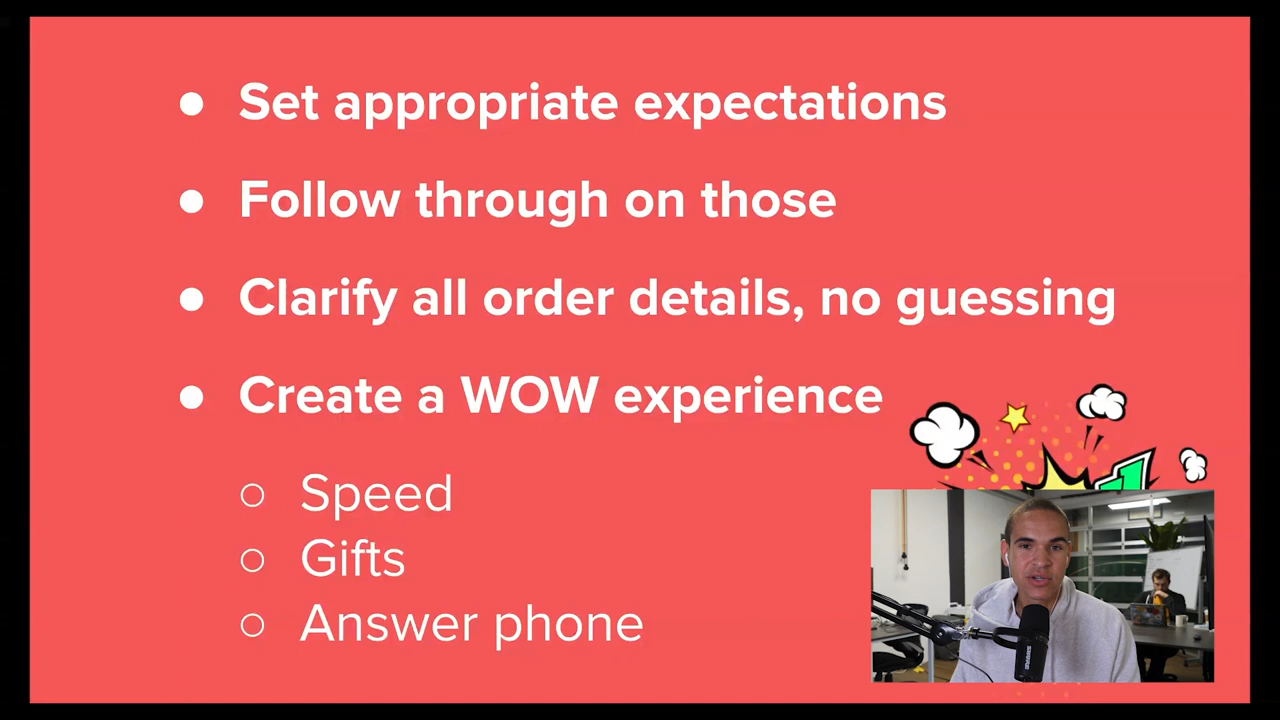 ● Set appropriate expectations
● Follow through on those
● Clarify all order details, no guessing
● Create a WOW experience
○ Speed
○ Gifts
○ Answer phone